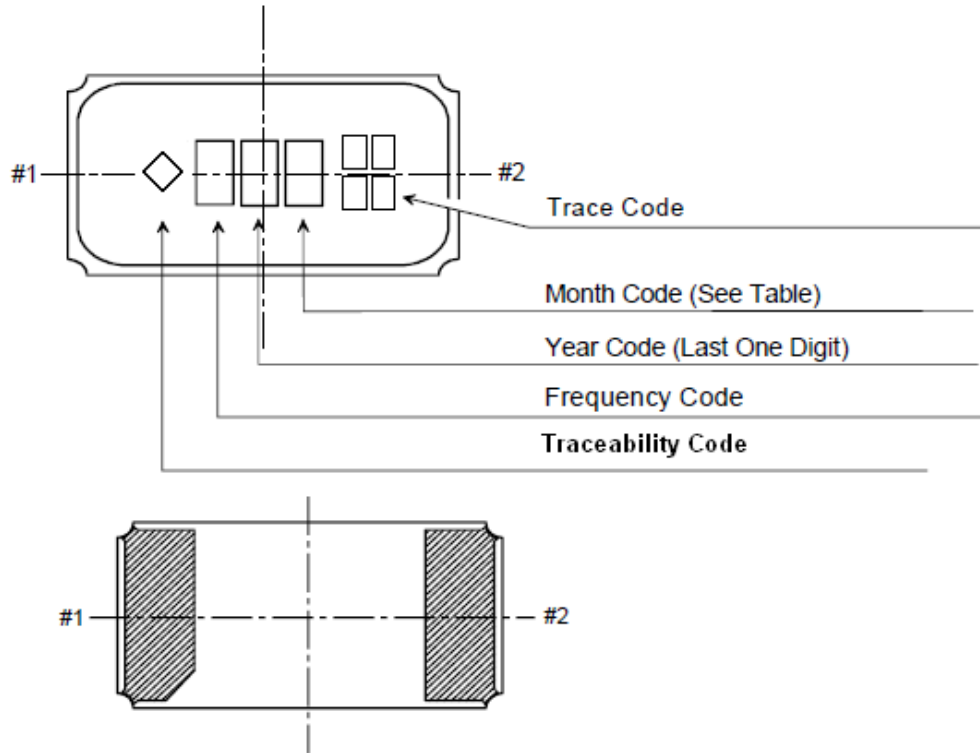 #1
#2
Trace Code
Month Code (See Table)
Year Code (Last One Digit)
Frequency Code
Traceability Code
#1
#2